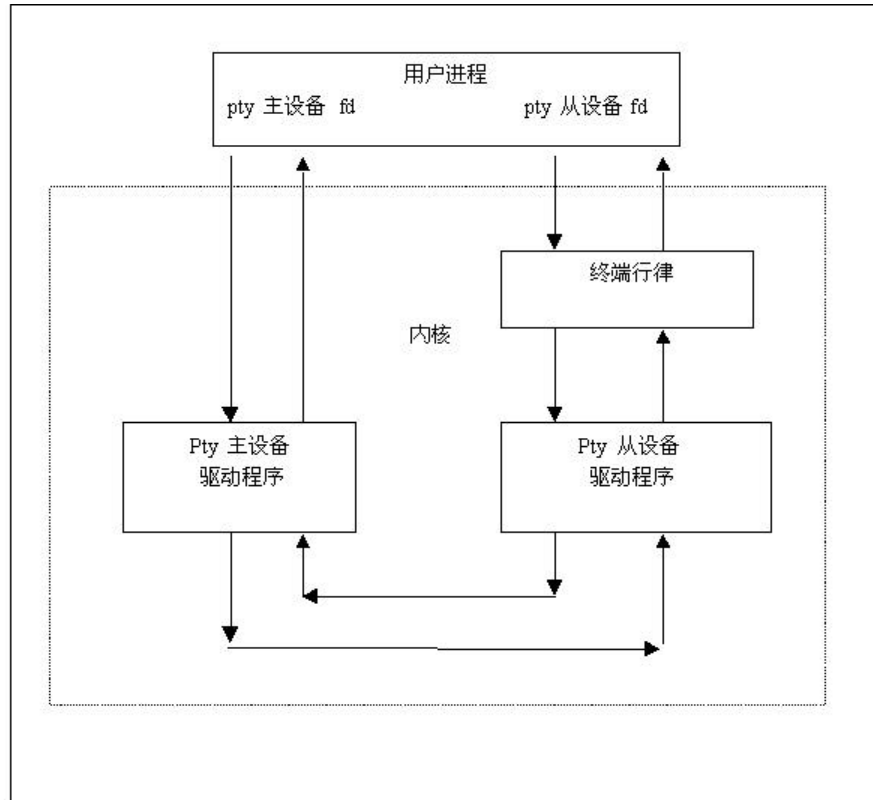 用户进程
pty 主设备 fd
pty 从设备 fd
终端行律
内核
Pty 主设备
驱动程序
Pty 从设备
驱动程序